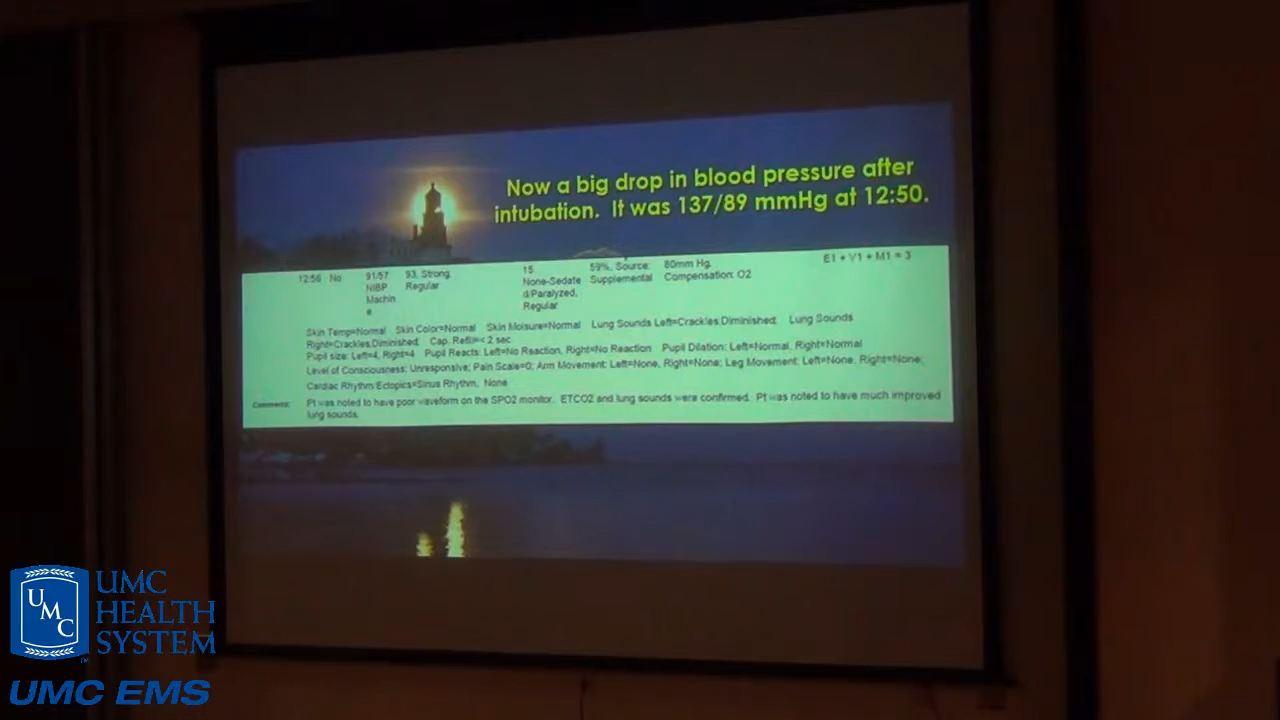 Now a big drop in blood pressure after
intubation. It was 137/89 mmHg at 12:50.
12:56 No 91/57 93, Strong, 15 59%, Source: 80mm Hg. E1 + V1 + M1 = 3
NIBP Regular None-Sedate Supplemental Compensation: O2
Machin d/Paralyzed,
e Regular
Skin Temp=Normal Skin Color=Normal Skin Moisure=Normal Lung Sounds Left=Crackles,Diminished; Lung Sounds
Right=Crackles,Diminished; Cap. Refill=< 2 sec
Pupil size: Left=4, Right=4 Pupil Reacts: Left=No Reaction, Right=No Reaction Pupil Dilation: Left=Normal, Right=Normal
Level of Consciousness: Unresponsive; Pain Scale=0; Arm Movement: Left=None, Right=None; Leg Movement: Left=None, Right=None;
Cardiac Rhythm/Ectopics=Sinus Rhythm, None
Comments: Pt was noted to have poor waveform on the SPO2 monitor. ETCO2 and lung sounds were confirmed. Pt was noted to have much improved
lung sounds.
UMC
UMC
HEALTH
SYSTEM
TM
UMC EMS